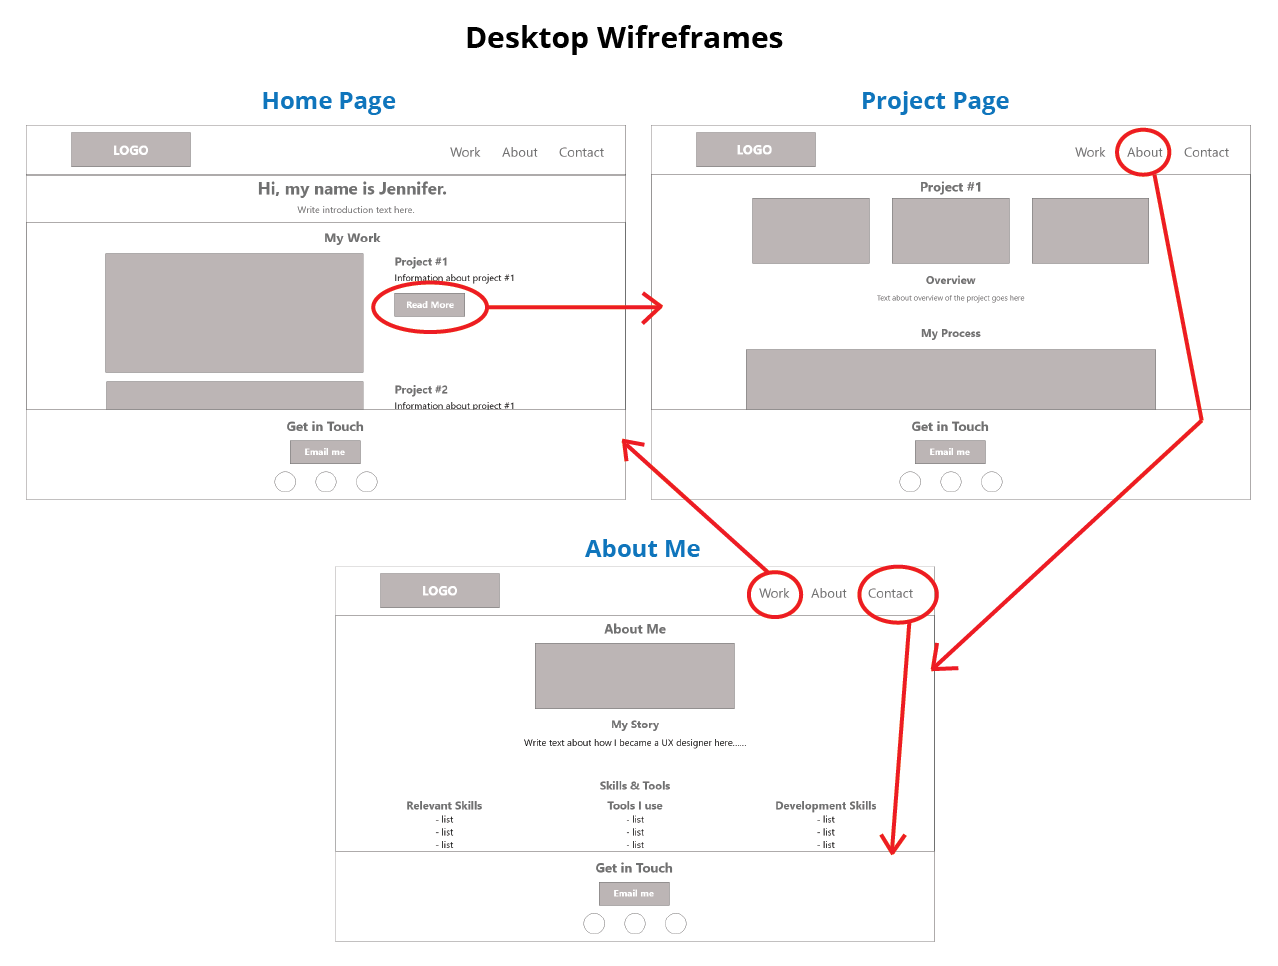 Desktop Wifreframes
Home Page
LOGO
Work About Contact
Hi, my name is Jennifer.
Write introduction text here.
My Work
Project #1
Information about project #1
Read More
Project #2
Information about project #1
Get in Touch
Email me
Project Page
LOGO
Work About Contact
Project #1
Overview
Text about overview of the project goes here
My Process
Get in Touch
Email me
About Me
LOGO
Work About Contact
About Me
My Story
Write text about how I became a UX designer here......
Skills & Tools
Relevant Skills Tools I use Development Skills
- list - list - list
- list - list - list
- list - list - list
Get in Touch
Email me